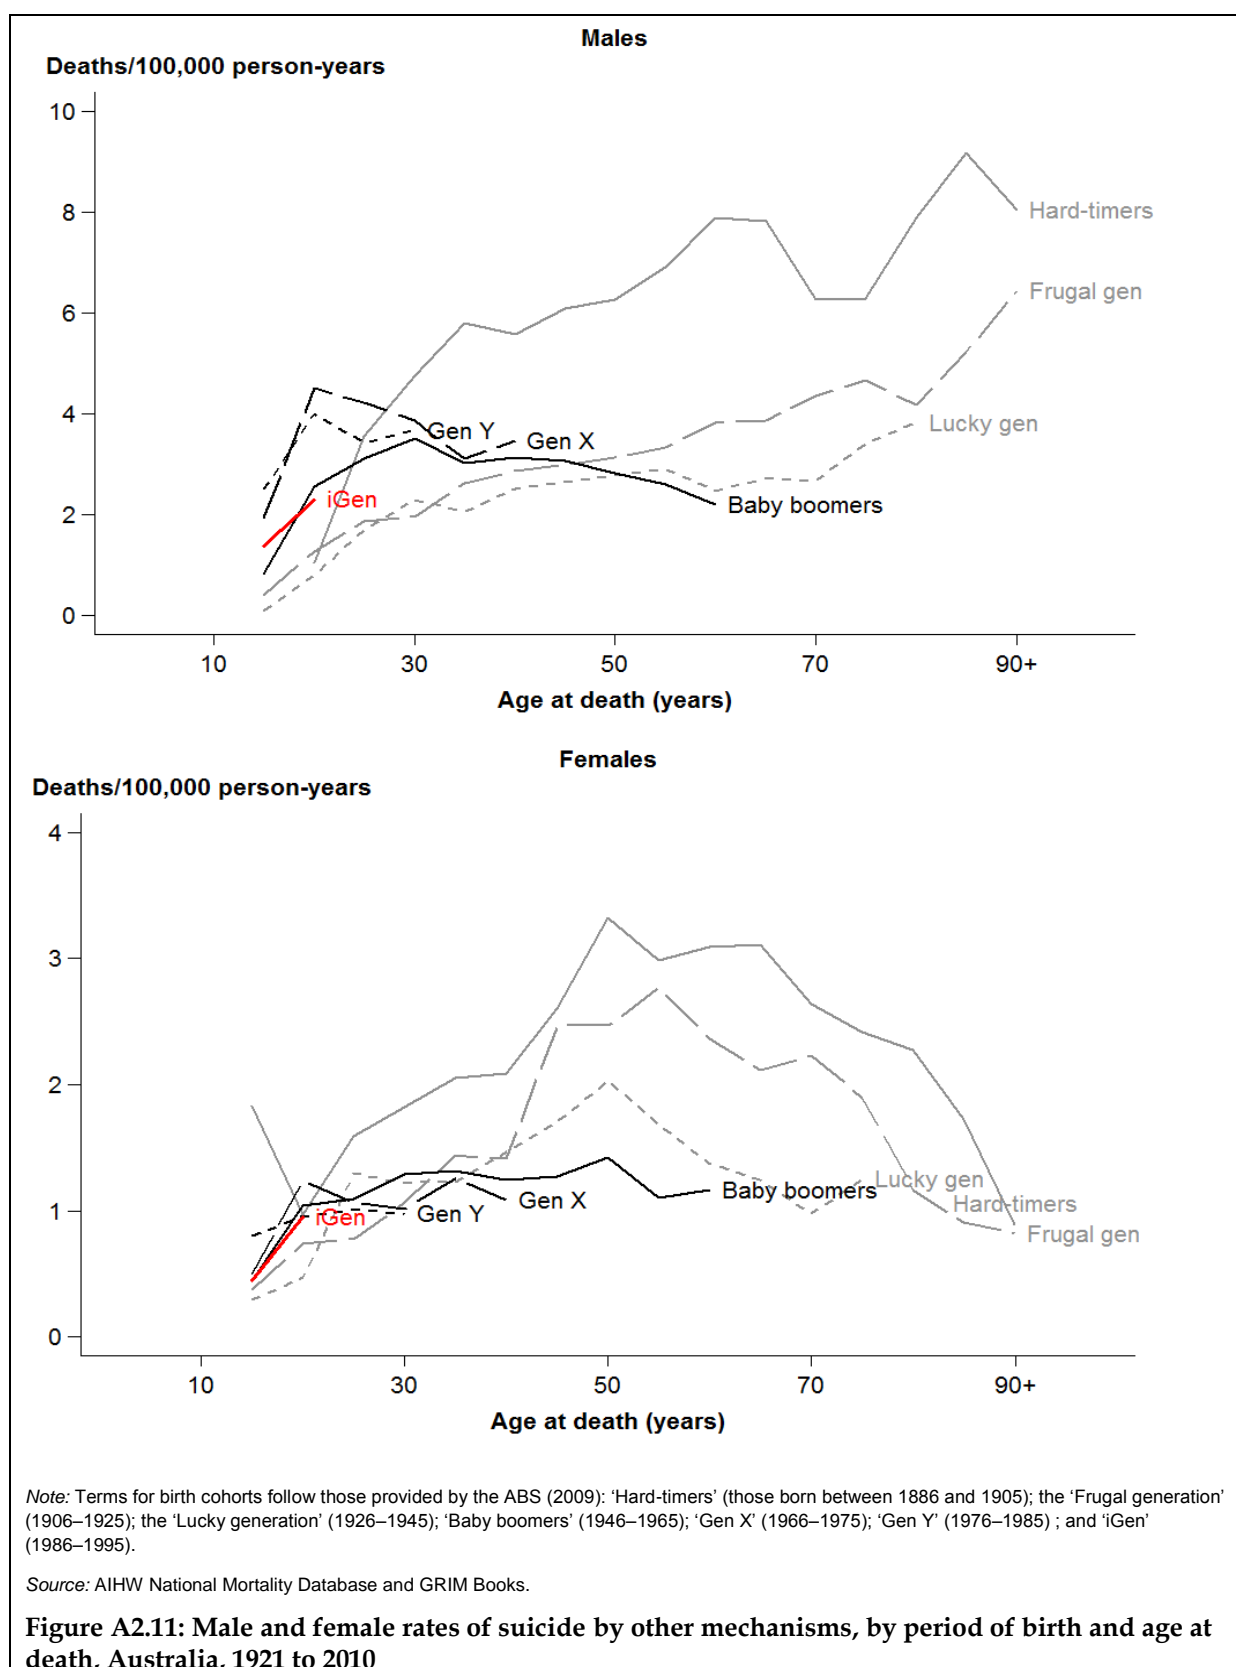 Males
Deaths/100,000 person-years
10
8
6
4
2
0
Hard-timers
Frugal gen
Lucky gen
Gen Y
Gen X
iGen
Baby boomers
10 30 50 70 90+
Age at death (years)
Females
Deaths/100,000 person-years
4
3
2
1
0
Lucky gen
Baby boomers
Hard-timers
Gen X
Gen Y
iGen
Frugal gen
10 30 50 70 90+
Age at death (years)
Note: Terms for birth cohorts follow those provided by the ABS (2009): ‘Hard-timers’ (those born between 1886 and 1905); the ‘Frugal generation’
(1906–1925); the ‘Lucky generation’ (1926–1945); ‘Baby boomers’ (1946–1965); ‘Gen X’ (1966–1975); ‘Gen Y’ (1976–1985) ; and ‘iGen’
(1986–1995).
Source: AIHW National Mortality Database and GRIM Books.
Figure A2.11: Male and female rates of suicide by other mechanisms, by period of birth and age at
death, Australia, 1921 to 2010